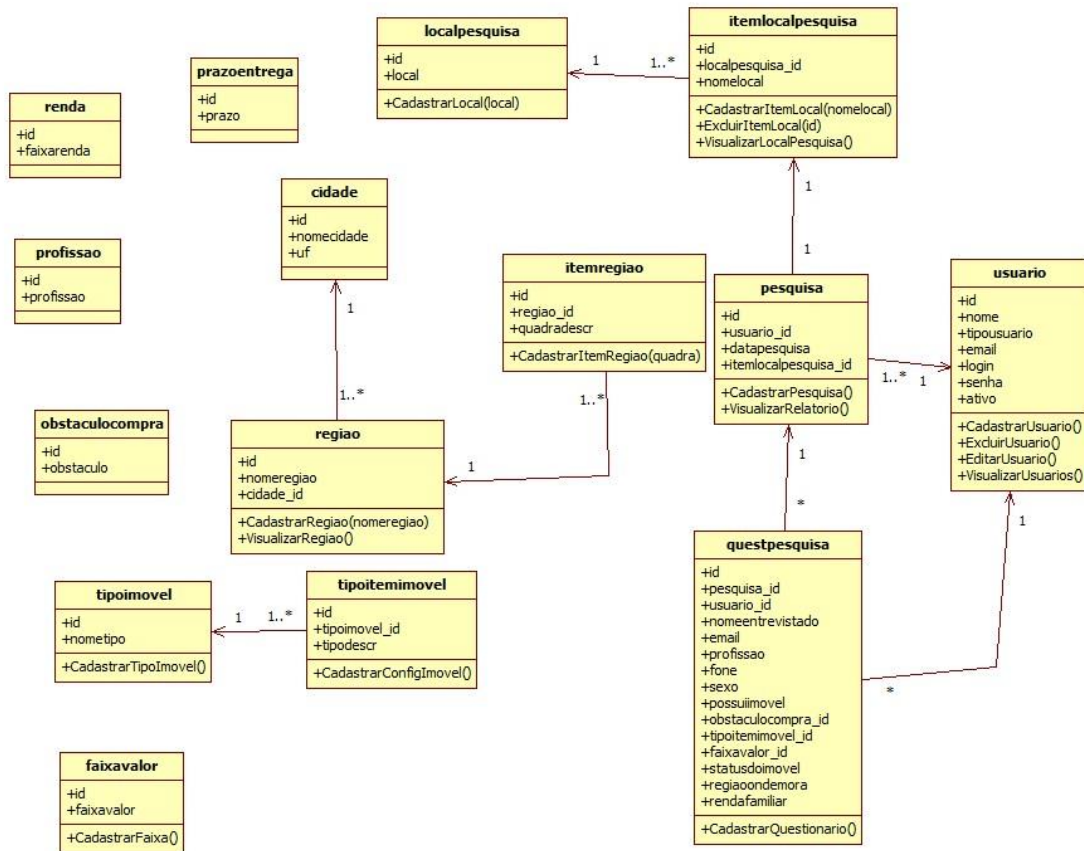 localpesquisa
+id
+local
+CadastrarLocal(local)
1
1..*
itemlocalpesquisa
+id
+localpesquisa_id
+nomelocal
+CadastrarItemLocal(nomelocal)
+ExcluirItemLocal(id)
+VisualizarLocalPesquisa()
prazoentrega
+id
+prazo
renda
+id
+faixarenda
cidade
+id
+nomecidade
+uf
1
1..*
1
1
profissao
+id
+profissao
itemregiao
+id
+regiao_id
+quadradescr
+CadastrarItemRegiao(quadra)
1..*
1
pesquisa
+id
+usuario_id
+datapesquisa
+itemlocalpesquisa_id
+CadastrarPesquisa()
+VisualizarRelatorio()
1..*
1
usuario
+id
+nome
+tipousuario
+email
+login
+senha
+ativo
+CadastrarUsuario()
+ExcluirUsuario()
+EditarUsuario()
+VisualizarUsuarios()
obstaculocompra
+id
+obstaculo
regiao
+id
+nomeregiao
+cidade_id
+CadastrarRegiao(nomeregiao)
+VisualizarRegiao()
1
*
1
*
questpesquisa
+id
+pesquisa_id
+usuario_id
+nomeentrevistado
+email
+profissao
+fone
+sexo
+possuiimovel
+obstaculocompra_id
+tipoitemimovel_id
+faixavalor_id
+statusdoimovel
+regiaoondemora
+rendafamiliar
+CadastrarQuestionario()
tipoimovel
+id
+nometipo
+CadastrarTipoImovel()
1
1..*
tipoitemimovel
+id
+tipoimovel_id
+tipodescr
+CadastrarConfigImovel()
faixavalor
+id
+faixavalor
+CadastrarFaixa()